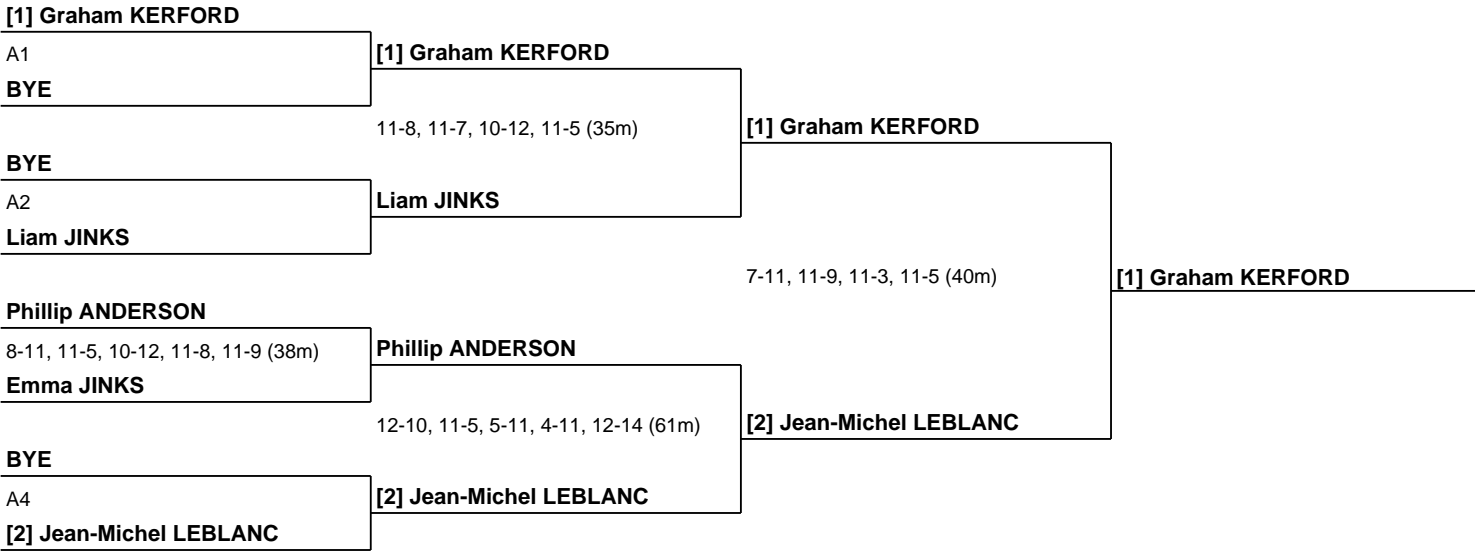 [1] Graham KERFORD
A1
BYE
BYE
A2
Liam JINKS
Phillip ANDERSON
8-11, 11-5, 10-12, 11-8, 11-9 (38m)
Emma JINKS
BYE
A4
[2] Jean-Michel LEBLANC
[1] Graham KERFORD
11-8, 11-7, 10-12, 11-5 (35m)
Liam JINKS
Phillip ANDERSON
12-10, 11-5, 5-11, 4-11, 12-14 (61m)
[2] Jean-Michel LEBLANC
[1] Graham KERFORD
7-11, 11-9, 11-3, 11-5 (40m)
[2] Jean-Michel LEBLANC
[1] Graham KERFORD